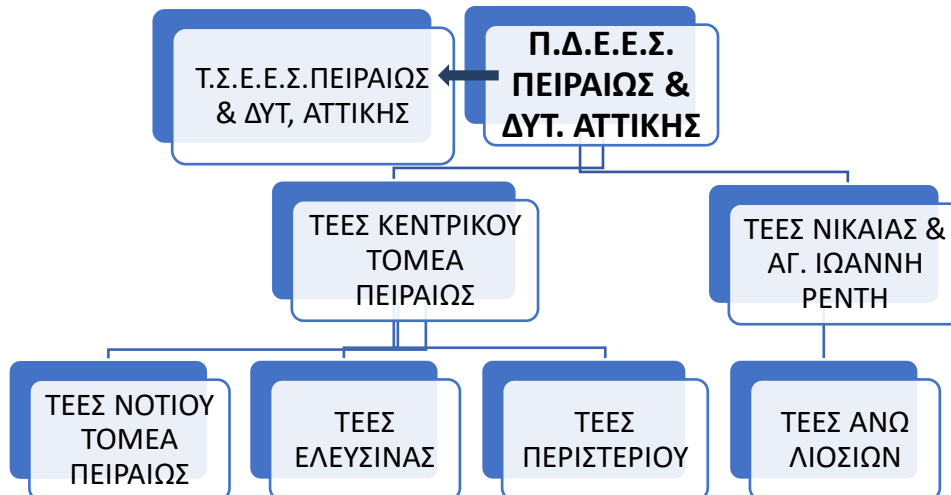 Τ.Σ.Ε.Ε.Σ.ΠΕΙΡΑΙΩΣ
& ΔΥΤ, ΑΤΤΙΚΗΣ
Π.Δ.Ε.Ε.Σ.
ΠΕΙΡΑΙΩΣ &
ΔΥΤ. ΑΤΤΙΚΗΣ
ΤΕΕΣ ΚΕΝΤΡΙΚΟΥ
ΤΟΜΕΑ
ΠΕΙΡΑΙΩΣ
ΤΕΕΣ ΝΙΚΑΙΑΣ &
ΑΓ. ΙΩΑΝΝΗ
ΡΕΝΤΗ
ΤΕΕΣ ΝΟΤΙΟΥ
ΤΟΜΕΑ
ΠΕΙΡΑΙΩΣ
ΤΕΕΣ
ΕΛΕΥΣΙΝΑΣ
ΤΕΕΣ
ΠΕΡΙΣΤΕΡΙΟΥ
ΤΕΕΣ ΑΝΩ
ΛΙΟΣΙΩΝ